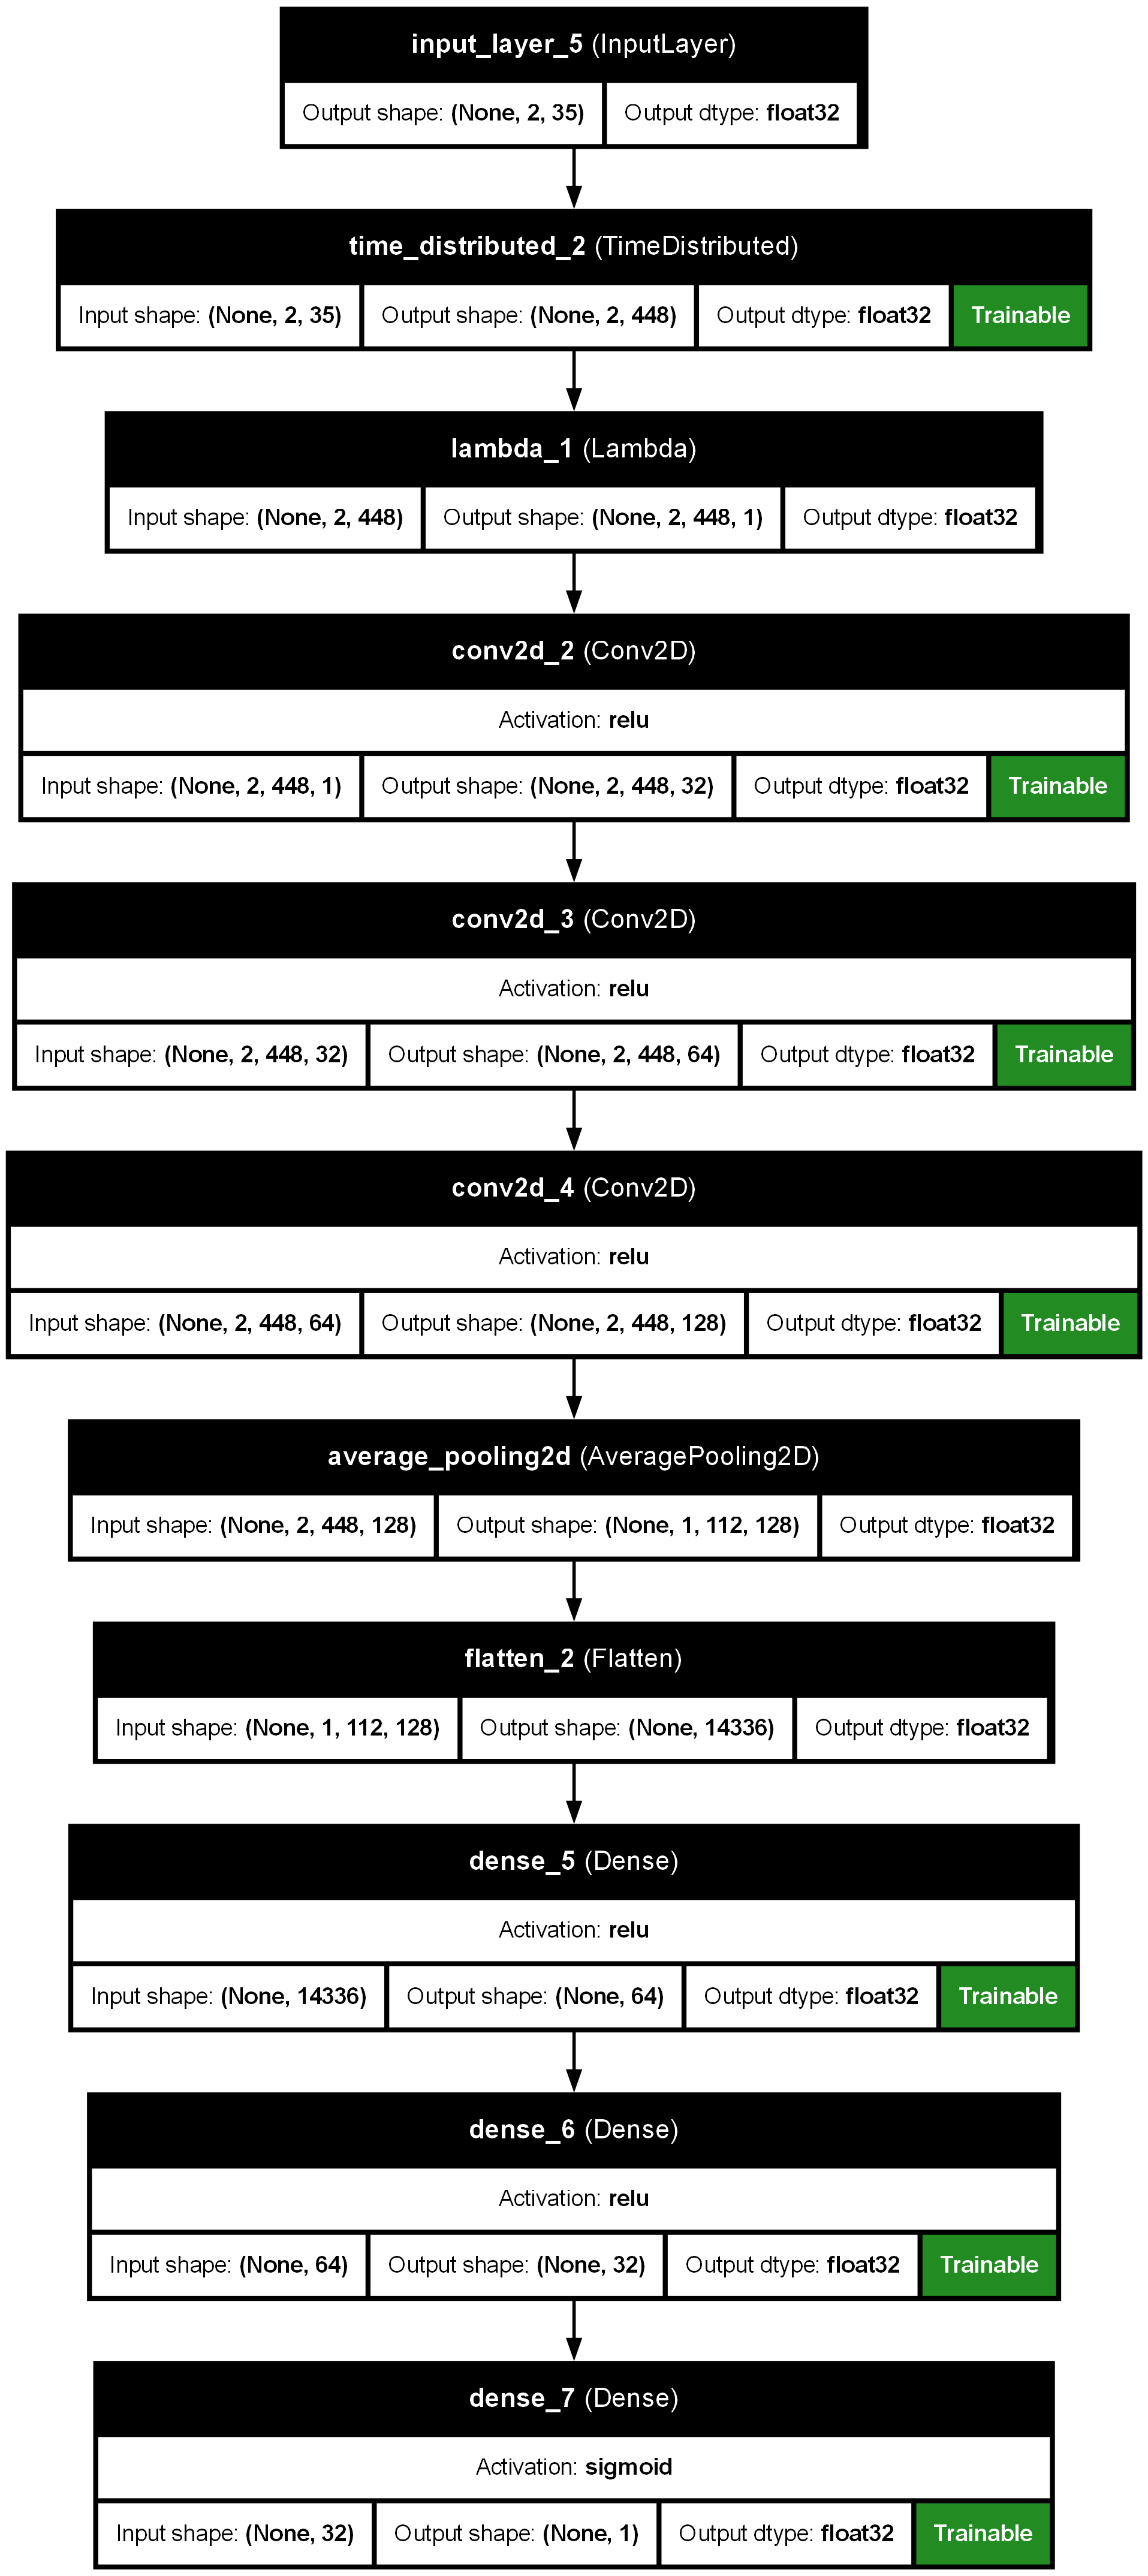 input_layer_5 (InputLayer)
Output shape: (None, 2, 35) Output dtype: float32
time_distributed_2 (TimeDistributed)
Input shape: (None, 2, 35) Output shape: (None, 2, 448) Output dtype: float32 Trainable
lambda_1 (Lambda)
Input shape: (None, 2, 448) Output shape: (None, 2, 448, 1) Output dtype: float32
conv2d_2 (Conv2D)
Activation: relu
Input shape: (None, 2, 448, 1) Output shape: (None, 2, 448, 32) Output dtype: float32 Trainable
conv2d_3 (Conv2D)
Activation: relu
Input shape: (None, 2, 448, 32) Output shape: (None, 2, 448, 64) Output dtype: float32 Trainable
conv2d_4 (Conv2D)
Activation: relu
Input shape: (None, 2, 448, 64) Output shape: (None, 2, 448, 128) Output dtype: float32 Trainable
average_pooling2d (AveragePooling2D)
Input shape: (None, 2, 448, 128) Output shape: (None, 1, 112, 128) Output dtype: float32
flatten_2 (Flatten)
Input shape: (None, 1, 112, 128) Output shape: (None, 14336) Output dtype: float32
dense_5 (Dense)
Activation: relu
Input shape: (None, 14336) Output shape: (None, 64) Output dtype: float32 Trainable
dense_6 (Dense)
Activation: relu
Input shape: (None, 64) Output shape: (None, 32) Output dtype: float32 Trainable
dense_7 (Dense)
Activation: sigmoid
Input shape: (None, 32) Output shape: (None, 1) Output dtype: float32 Trainable